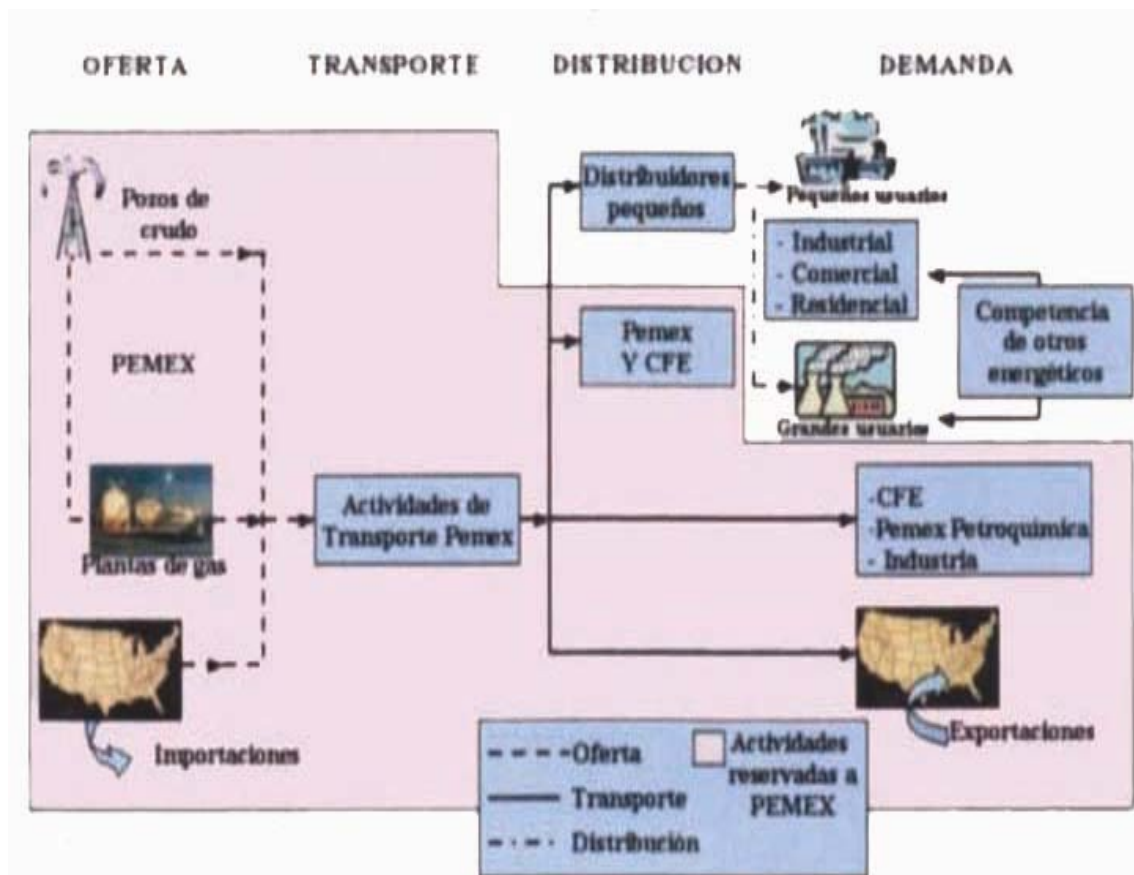 OFERTA TRANSPORTE DISTRIBUCION DEMANDA
Pozos de
crudo
PEMEX
Plantas de gas
Importaciones
Actividades de
Transporte Pemex
Distribuidores
pequeños
Pemex
Y CFE
Pequeños usuarios
- Industrial
- Comercial
- Residencial
Competencia
de otros
energéticos
Grandes usuarios
-CFE
-Pemex Petroquimica
- Industria
Exportaciones
Oferta
Transporte
Distribución
Actividades
reservadas a
PEMEX